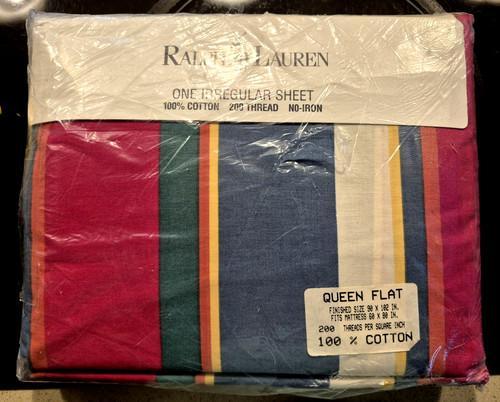 RALPH LAUREN
ONE IRREGULAR SHEET
100% COTTON 200 THREAD NO-IRON
QUEEN FLAT
FINISHED SIZE 90 X 102 IN.
FITS MATTRESS 60 X 80 IN.
200 THREADS PER SQUARE INCH
100 % COTTON